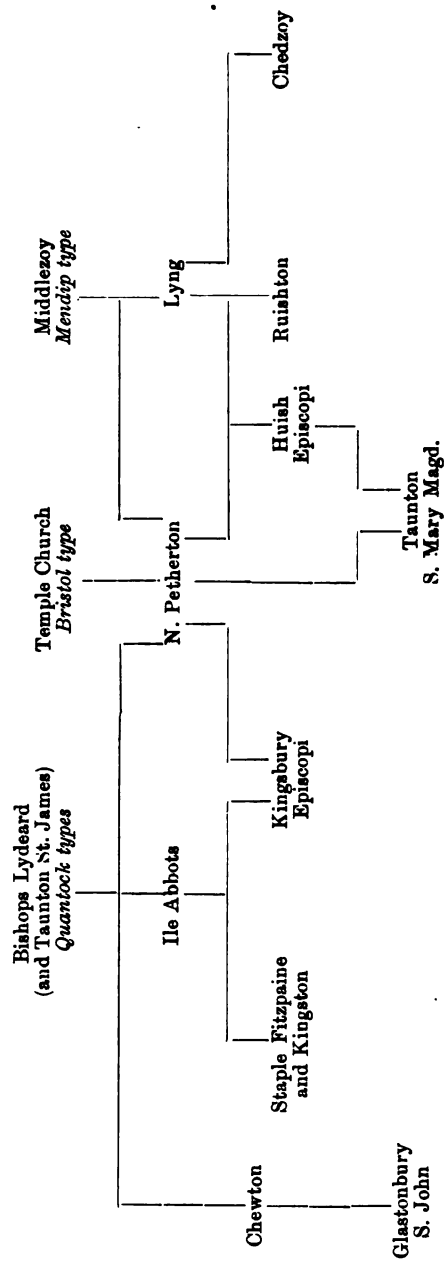 Bishops Lydeard
(and Taunton St. James)
Quantock types
Temple Church
Bristol type
Middlezoy
Mendip type
Ile Abbots
N. Petherton
Lyng
Chewton
Staple Fitzpaine
and Kingston
Kingsbury
Episcopi
Huish
Episcopi
Ruishton
Chedzoy
Glastonbury
S. John
Taunton
S. Mary Magd.